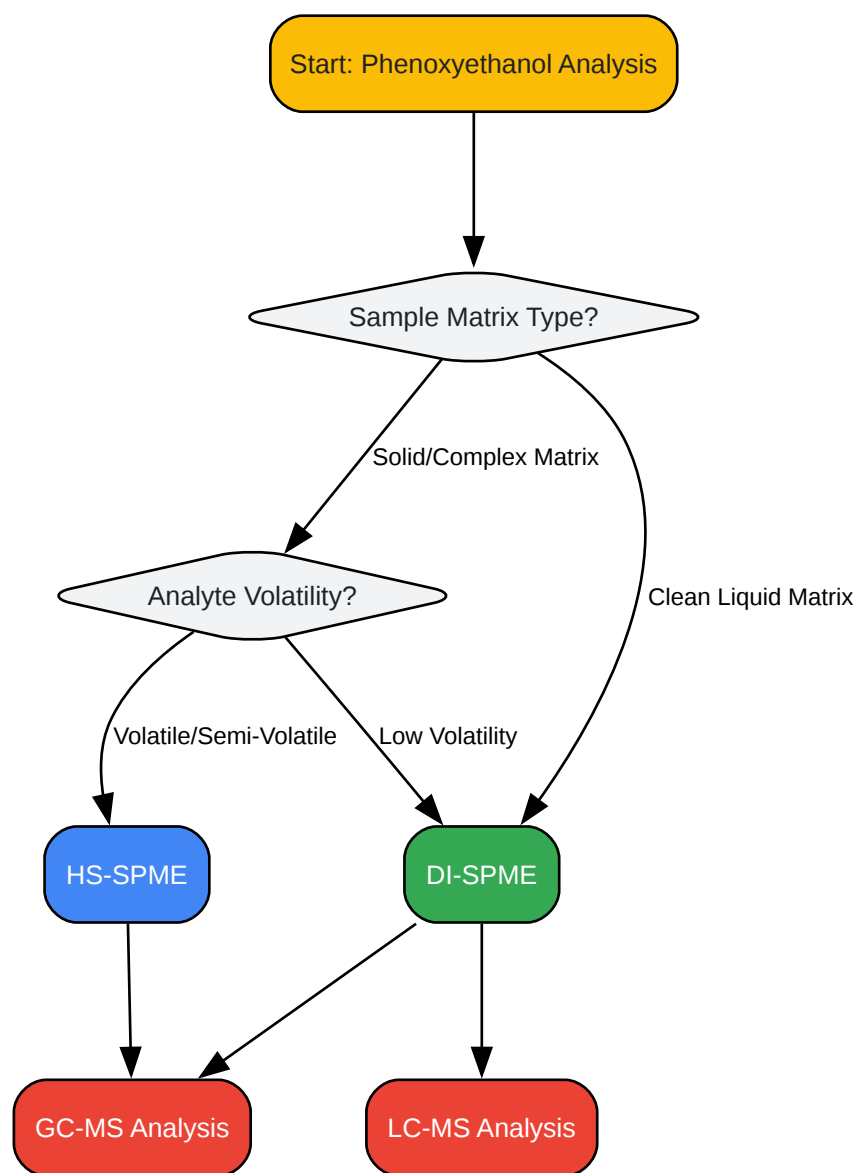 Start: Phenoxyethanol Analysis
Sample Matrix Type?
Solid/Complex Matrix
Analyte Volatility?
Clean Liquid Matrix
Volatile/Semi-Volatile
Low Volatility
HS-SPME
DI-SPME
GC-MS Analysis
LC-MS Analysis